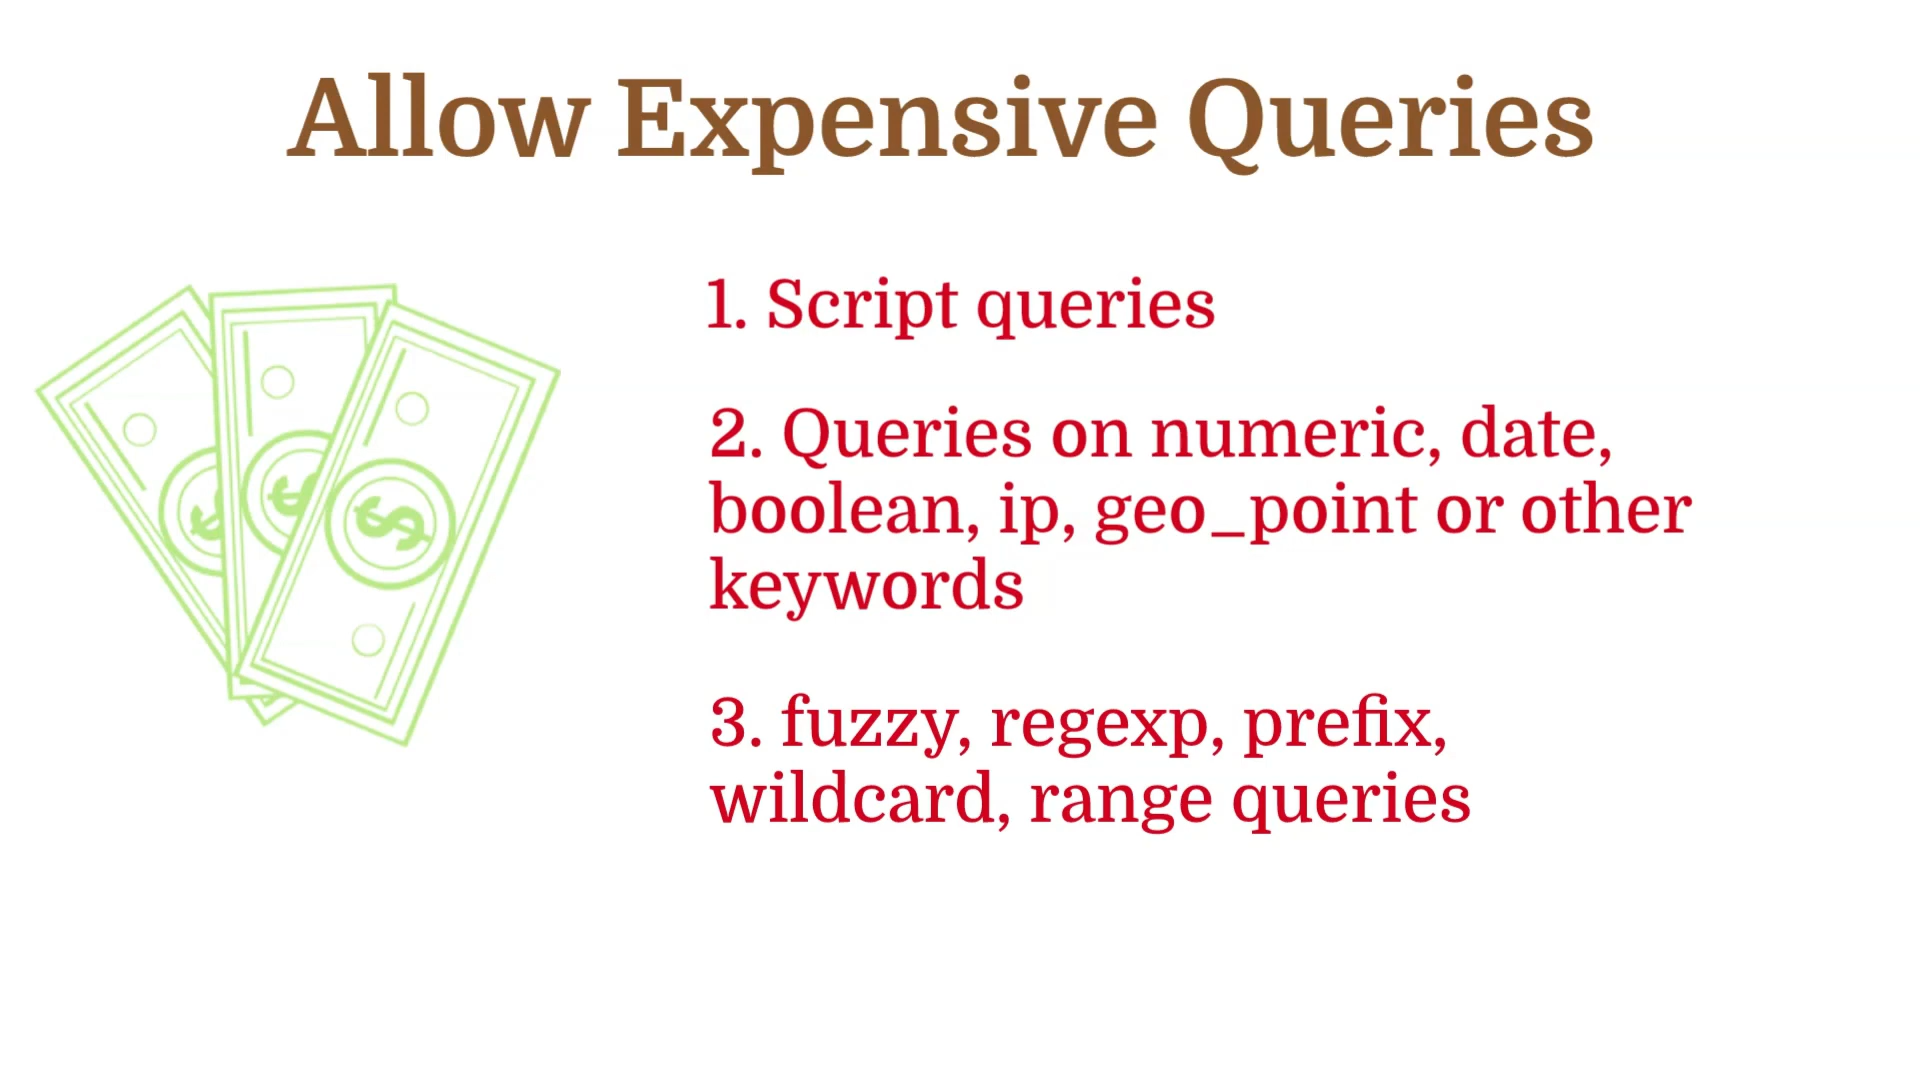 Allow Expensive Queries
1. Script queries
2. Queries on numeric, date,
boolean, ip, geo_point or other
keywords
3. fuzzy, regexp, prefix,
wildcard, range queries
$ $ $